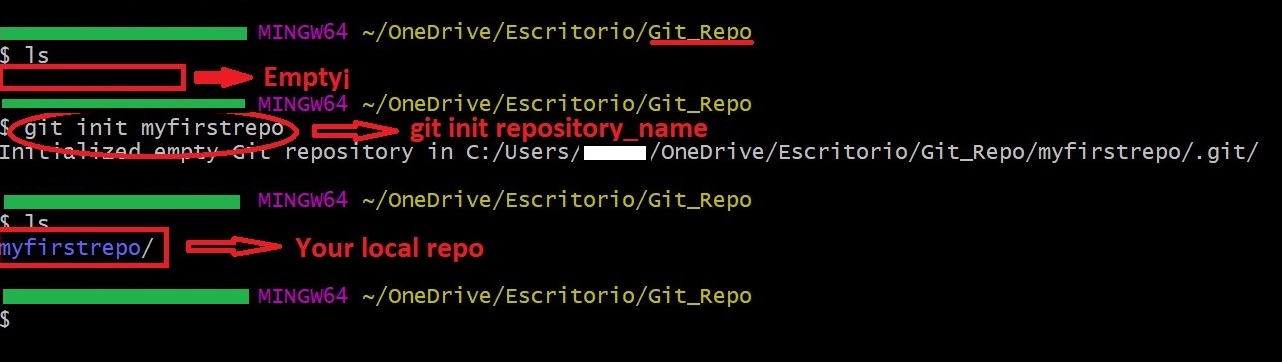 MINGW64 ~/OneDrive/Escritorio/Git_Repo
$ ls
Empty¡
MINGW64 ~/OneDrive/Escritorio/Git_Repo
$ git init myfirstrepo git init repository_name
Initialized empty Git repository in C:/Users/ /OneDrive/Escritorio/Git_Repo/myfirstrepo/.git/
MINGW64 ~/OneDrive/Escritorio/Git_Repo
$ ls
myfirstrepo/ Your local repo
MINGW64 ~/OneDrive/Escritorio/Git_Repo
$